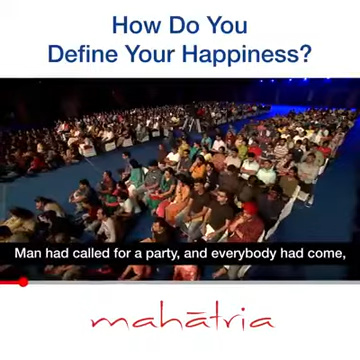 How Do You
Define Your Happiness?
Man had called for a party, and everybody had come,
mahātria